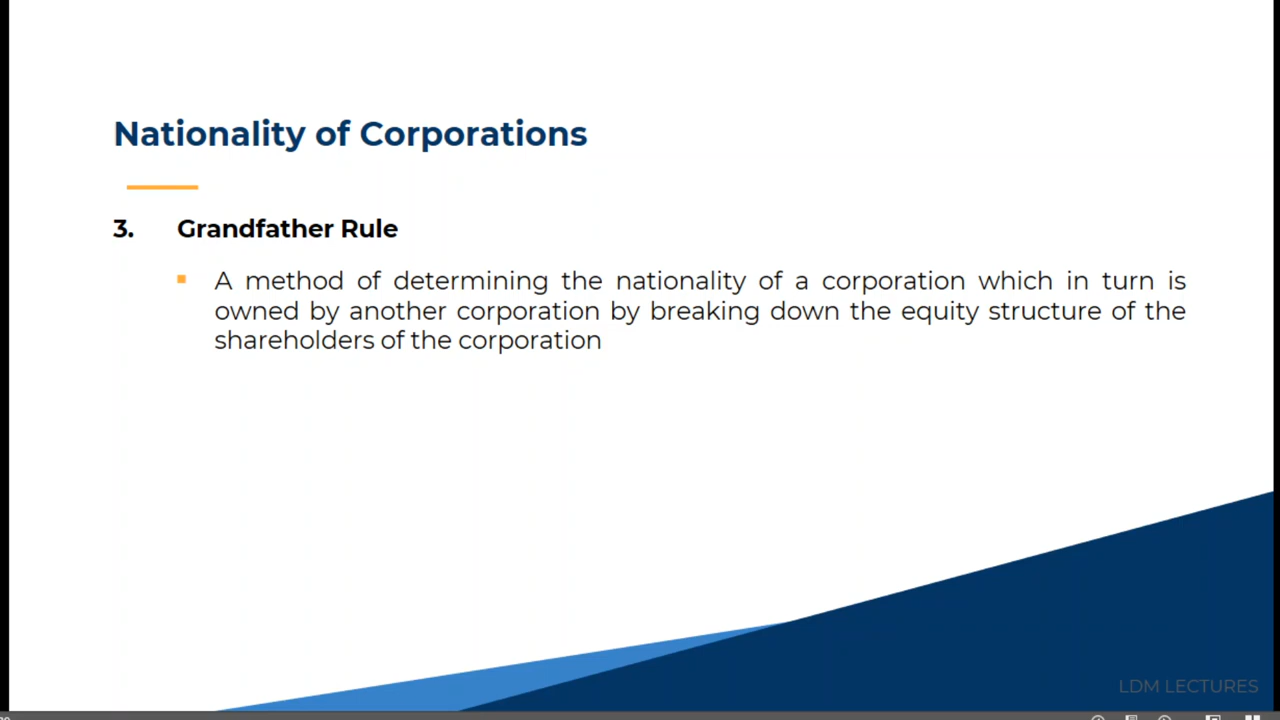 Nationality of Corporations
3. Grandfather Rule
A method of determining the nationality of a corporation which in turn is
owned by another corporation by breaking down the equity structure of the
shareholders of the corporation
LDM LECTURES